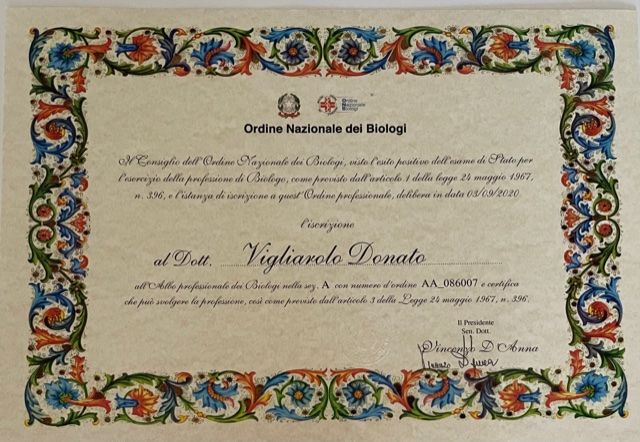 Ordine
Nazionale
Biologi
Ordine Nazionale dei Biologi
Il Consiglio dell'Ordine Nazionale dei Biologi, visto l'esito positivo dell'esame di Stato per
l'esercizio della professione di Biologo, come previsto dall'articolo 1 della legge 24 maggio 1967,
n. 396, e l'istanza di iscrizione a quest'Ordine professionale, delibera in data 03/09/2020
l'iscrizione
al Dott. Vigliarolo Donato
all'Albo professionale dei Biologi nella sez. A con numero d'ordine AA_086007 e certifica
che può svolgere la professione, così come previsto dall'articolo 3 della Legge 24 maggio 1967, n. 396.
Il Presidente
Sen. Dott.
Vincenzo D'Anna